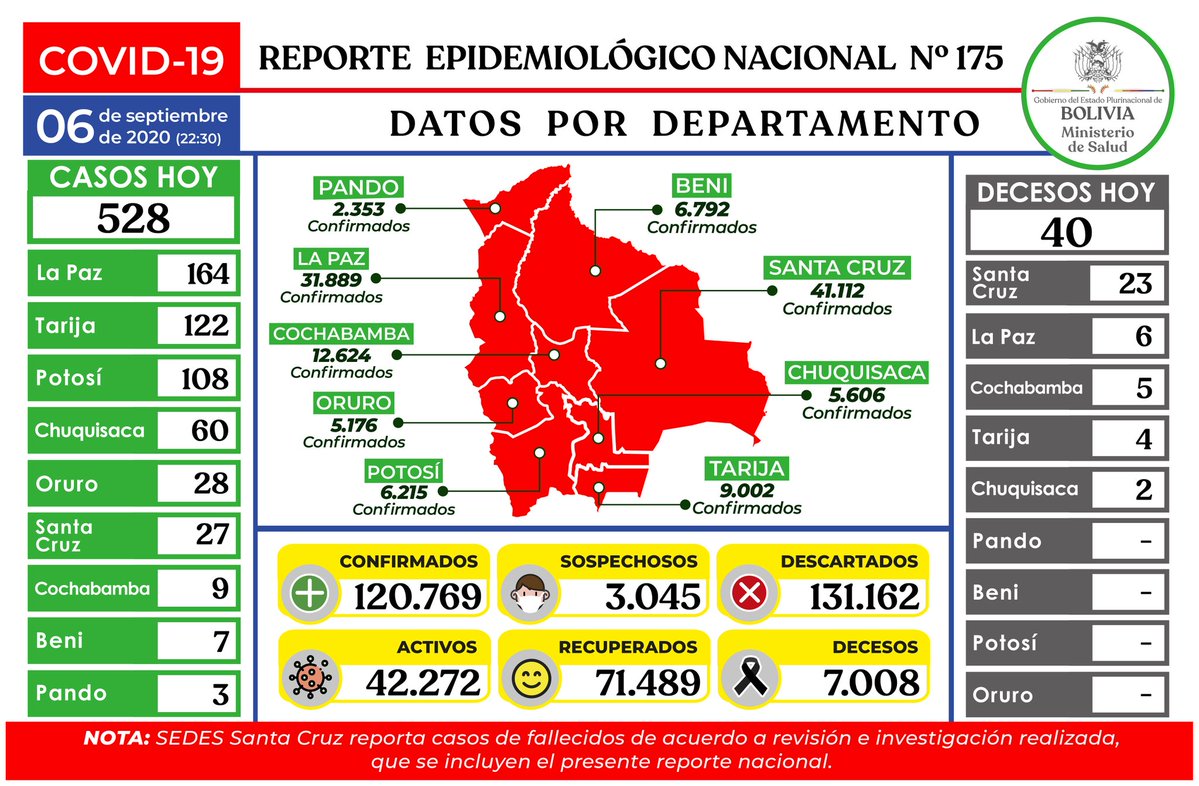 COVID-19
REPORTE EPIDEMIOLÓGICO NACIONAL Nº 175
06 de septiembre
de 2020 (22:30)
DATOS POR DEPARTAMENTO
Gobierno del Estado Plurinacional de
BOLIVIA
Ministerio
de Salud
CASOS HOY
528
La Paz 164
Tarija 122
Potosí 108
Chuquisaca 60
Oruro 28
Santa
Cruz 27
Cochabamba 9
Beni 7
Pando 3
PANDO
2.353
Confirmados
LA PAZ
31.889
Confirmados
COCHABAMBA
12.624
Confirmados
ORURO
5.176
Confirmados
POTOSÍ
6.215
Confirmados
BENI
6.792
Confirmados
SANTA CRUZ
41.112
Confirmados
CHUQUISACA
5.606
Confirmados
TARIJA
9.002
Confirmados
CONFIRMADOS
120.769
SOSPECHOSOS
3.045
DESCARTADOS
131.162
ACTIVOS
42.272
RECUPERADOS
71.489
DECESOS
7.008
DECESOS HOY
40
Santa
Cruz 23
La Paz 6
Cochabamba 5
Tarija 4
Chuquisaca 2
Pando –
Beni –
Potosí –
Oruro –
NOTA: SEDES Santa Cruz reporta casos de fallecidos de acuerdo a revisión e investigación realizada,
que se incluyen el presente reporte nacional.